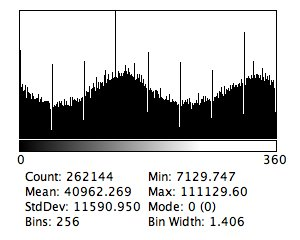 0 360
Count: 262144 Min: 7129.747
Mean: 40962.269 Max: 111129.60
StdDev: 11590.950 Mode: 0 (0)
Bins: 256 Bin Width: 1.406